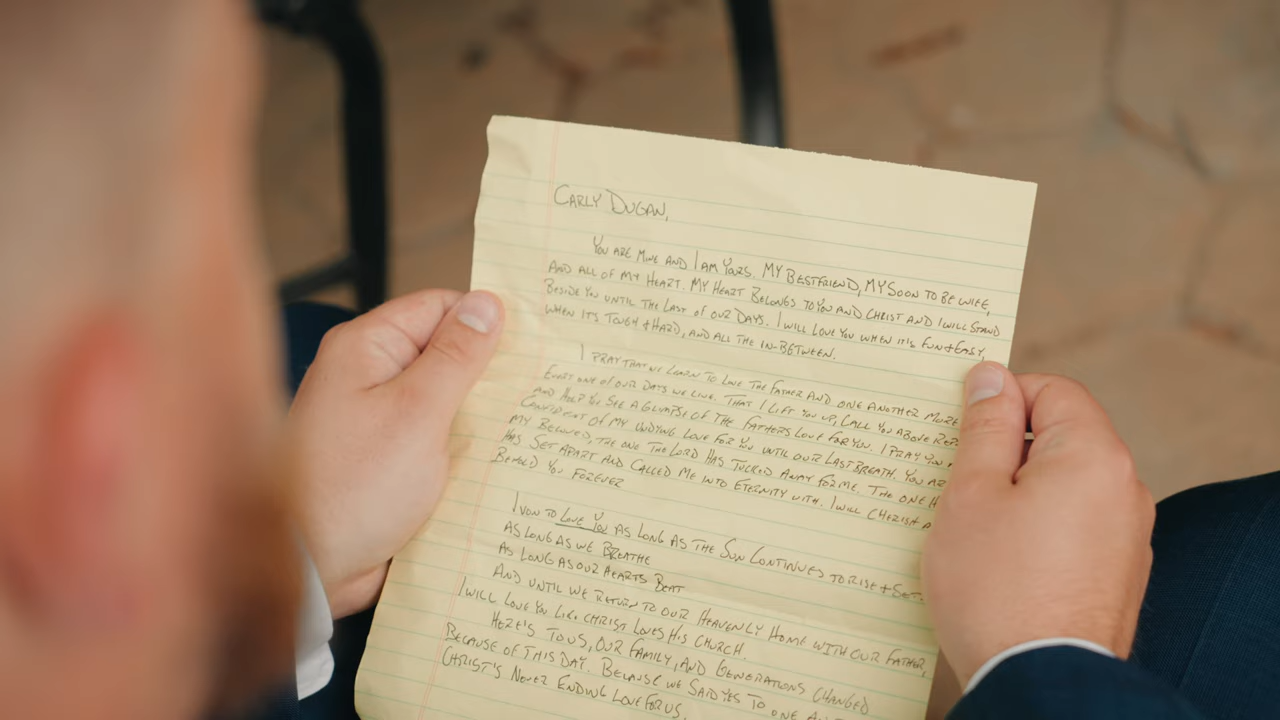 CARLY DUGAN,
YOU ARE MINE AND I AM YOURS. MY BESTFRIEND, MY SOON TO BE WIFE,
AND ALL OF MY HEART. MY HEART BELONGS TO YOU AND CHRIST AND I WILL STAND
BESIDE YOU UNTIL THE LAST OF OUR DAYS. I WILL LOVE YOU WHEN IT'S FUN & EASY,
WHEN IT'S TOUGH & HARD, AND ALL THE IN-BETWEEN.
I PRAY THAT WE LEARN TO LOVE THE FATHER AND ONE ANOTHER MORE
EVERY ONE OF OUR DAYS WE LIVE. THAT I LIFT YOU UP, CALL YOU ABOVE
AND HELP YOU SEE A GLIMPSE OF THE FATHERS LOVE FOR YOU. I PRAY YOU
CONFIDENT OF MY UNDYING LOVE FOR YOU UNTIL OUR LAST BREATH. YOU
MY BELOVED, THE ONE THE LORD HAS TUCKED AWAY FOR ME. THE ONE
HAS SET APART AND CALLED ME INTO ETERNITY WITH. I WILL CHERISH
BEHOLD YOU FOREVER
I VOW TO LOVE YOU AS LONG AS THE SUN CONTINUES TO RISE & SET.
AS LONG AS WE BREATHE
AS LONG AS OUR HEARTS BEAT
AND UNTIL WE RETURN TO OUR HEAVENLY HOME WITH OUR FATHER,
I WILL LOVE YOU LIKE CHRIST LOVES HIS CHURCH.
HERE'S TO US, OUR FAMILY, AND GENERATIONS CHANGED
BECAUSE OF THIS DAY. BECAUSE WE SAID YES TO ONE
CHRIST'S NEVER ENDING LOVE FOR US.